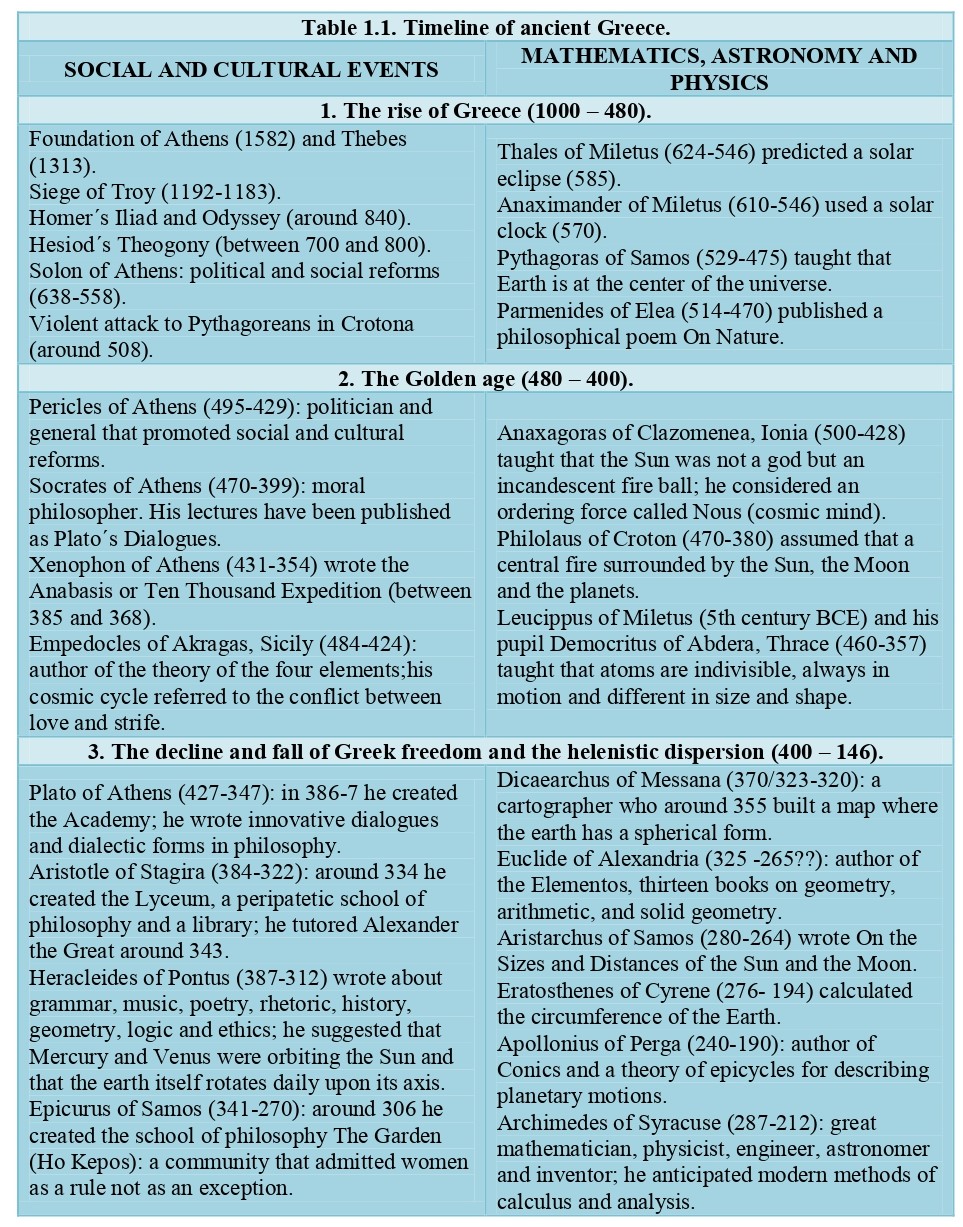 Table 1.1. Timeline of ancient Greece.
SOCIAL AND CULTURAL EVENTS
MATHEMATICS, ASTRONOMY AND
PHYSICS
1. The rise of Greece (1000 – 480).
Foundation of Athens (1582) and Thebes
(1313).
Siege of Troy (1192-1183).
Homer´s Iliad and Odyssey (around 840).
Hesiod´s Theogony (between 700 and 800).
Solon of Athens: political and social reforms
(638-558).
Violent attack to Pythagoreans in Crotona
(around 508).
Thales of Miletus (624-546) predicted a solar
eclipse (585).
Anaximander of Miletus (610-546) used a solar
clock (570).
Pythagoras of Samos (529-475) taught that
Earth is at the center of the universe.
Parmenides of Elea (514-470) published a
philosophical poem On Nature.
2. The Golden age (480 – 400).
Pericles of Athens (495-429): politician and
general that promoted social and cultural
reforms.
Socrates of Athens (470-399): moral
philosopher. His lectures have been published
as Plato´s Dialogues.
Xenophon of Athens (431-354) wrote the
Anabasis or Ten Thousand Expedition (between
385 and 368).
Empedocles of Akragas, Sicily (484-424):
author of the theory of the four elements;his
cosmic cycle referred to the conflict between
love and strife.
Anaxagoras of Clazomenea, Ionia (500-428)
taught that the Sun was not a god but an
incandescent fire ball; he considered an
ordering force called Nous (cosmic mind).
Philolaus of Croton (470-380) assumed that a
central fire surrounded by the Sun, the Moon
and the planets.
Leucippus of Miletus (5th century BCE) and his
pupil Democritus of Abdera, Thrace (460-357)
taught that atoms are indivisible, always in
motion and different in size and shape.
3. The decline and fall of Greek freedom and the helenistic dispersion (400 – 146).
Plato of Athens (427-347): in 386-7 he created
the Academy; he wrote innovative dialogues
and dialectic forms in philosophy.
Aristotle of Stagira (384-322): around 334 he
created the Lyceum, a peripatetic school of
philosophy and a library; he tutored Alexander
the Great around 343.
Heracleides of Pontus (387-312) wrote about
grammar, music, poetry, rhetoric, history,
geometry, logic and ethics; he suggested that
Mercury and Venus were orbiting the Sun and
that the earth itself rotates daily upon its axis.
Epicurus of Samos (341-270): around 306 he
created the school of philosophy The Garden
(Ho Kepos): a community that admitted women
as a rule not as an exception.
Dicaearchus of Messana (370/323-320): a
cartographer who around 355 built a map where
the earth has a spherical form.
Euclide of Alexandria (325 -265??): author of
the Elementos, thirteen books on geometry,
arithmetic, and solid geometry.
Aristarchus of Samos (280-264) wrote On the
Sizes and Distances of the Sun and the Moon.
Eratosthenes of Cyrene (276- 194) calculated
the circumference of the Earth.
Apollonius of Perga (240-190): author of
Conics and a theory of epicycles for describing
planetary motions.
Archimedes of Syracuse (287-212): great
mathematician, physicist, engineer, astronomer
and inventor; he anticipated modern methods of
calculus and analysis.